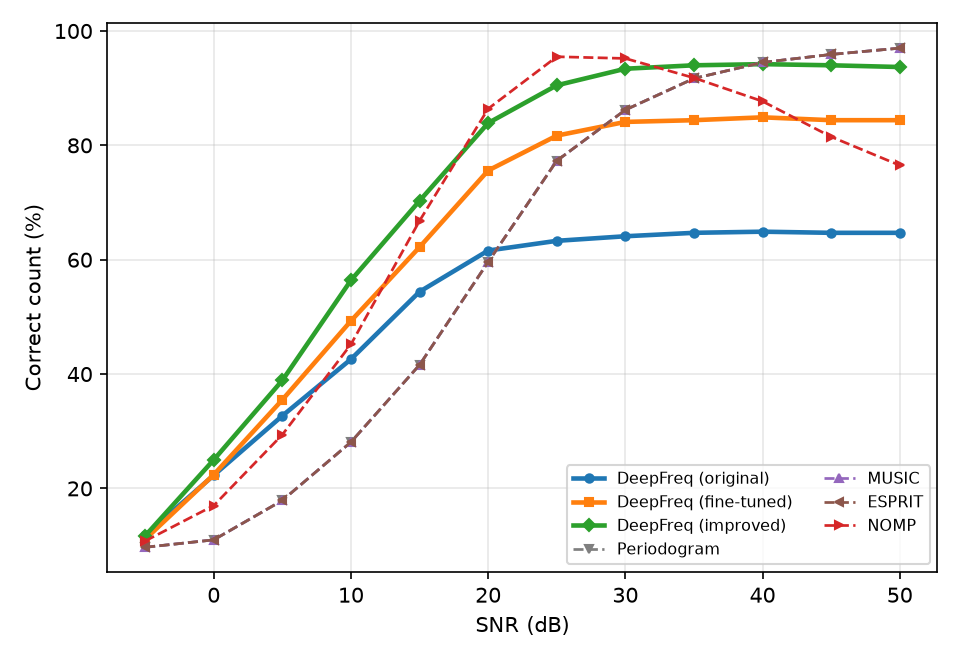 100
80
60
40
20
Correct count (%)
0
10
20
30
40
50
SNR (dB)
DeepFreq (original)
DeepFreq (fine-tuned)
DeepFreq (improved)
Periodogram
MUSIC
ESPRIT
NOMP